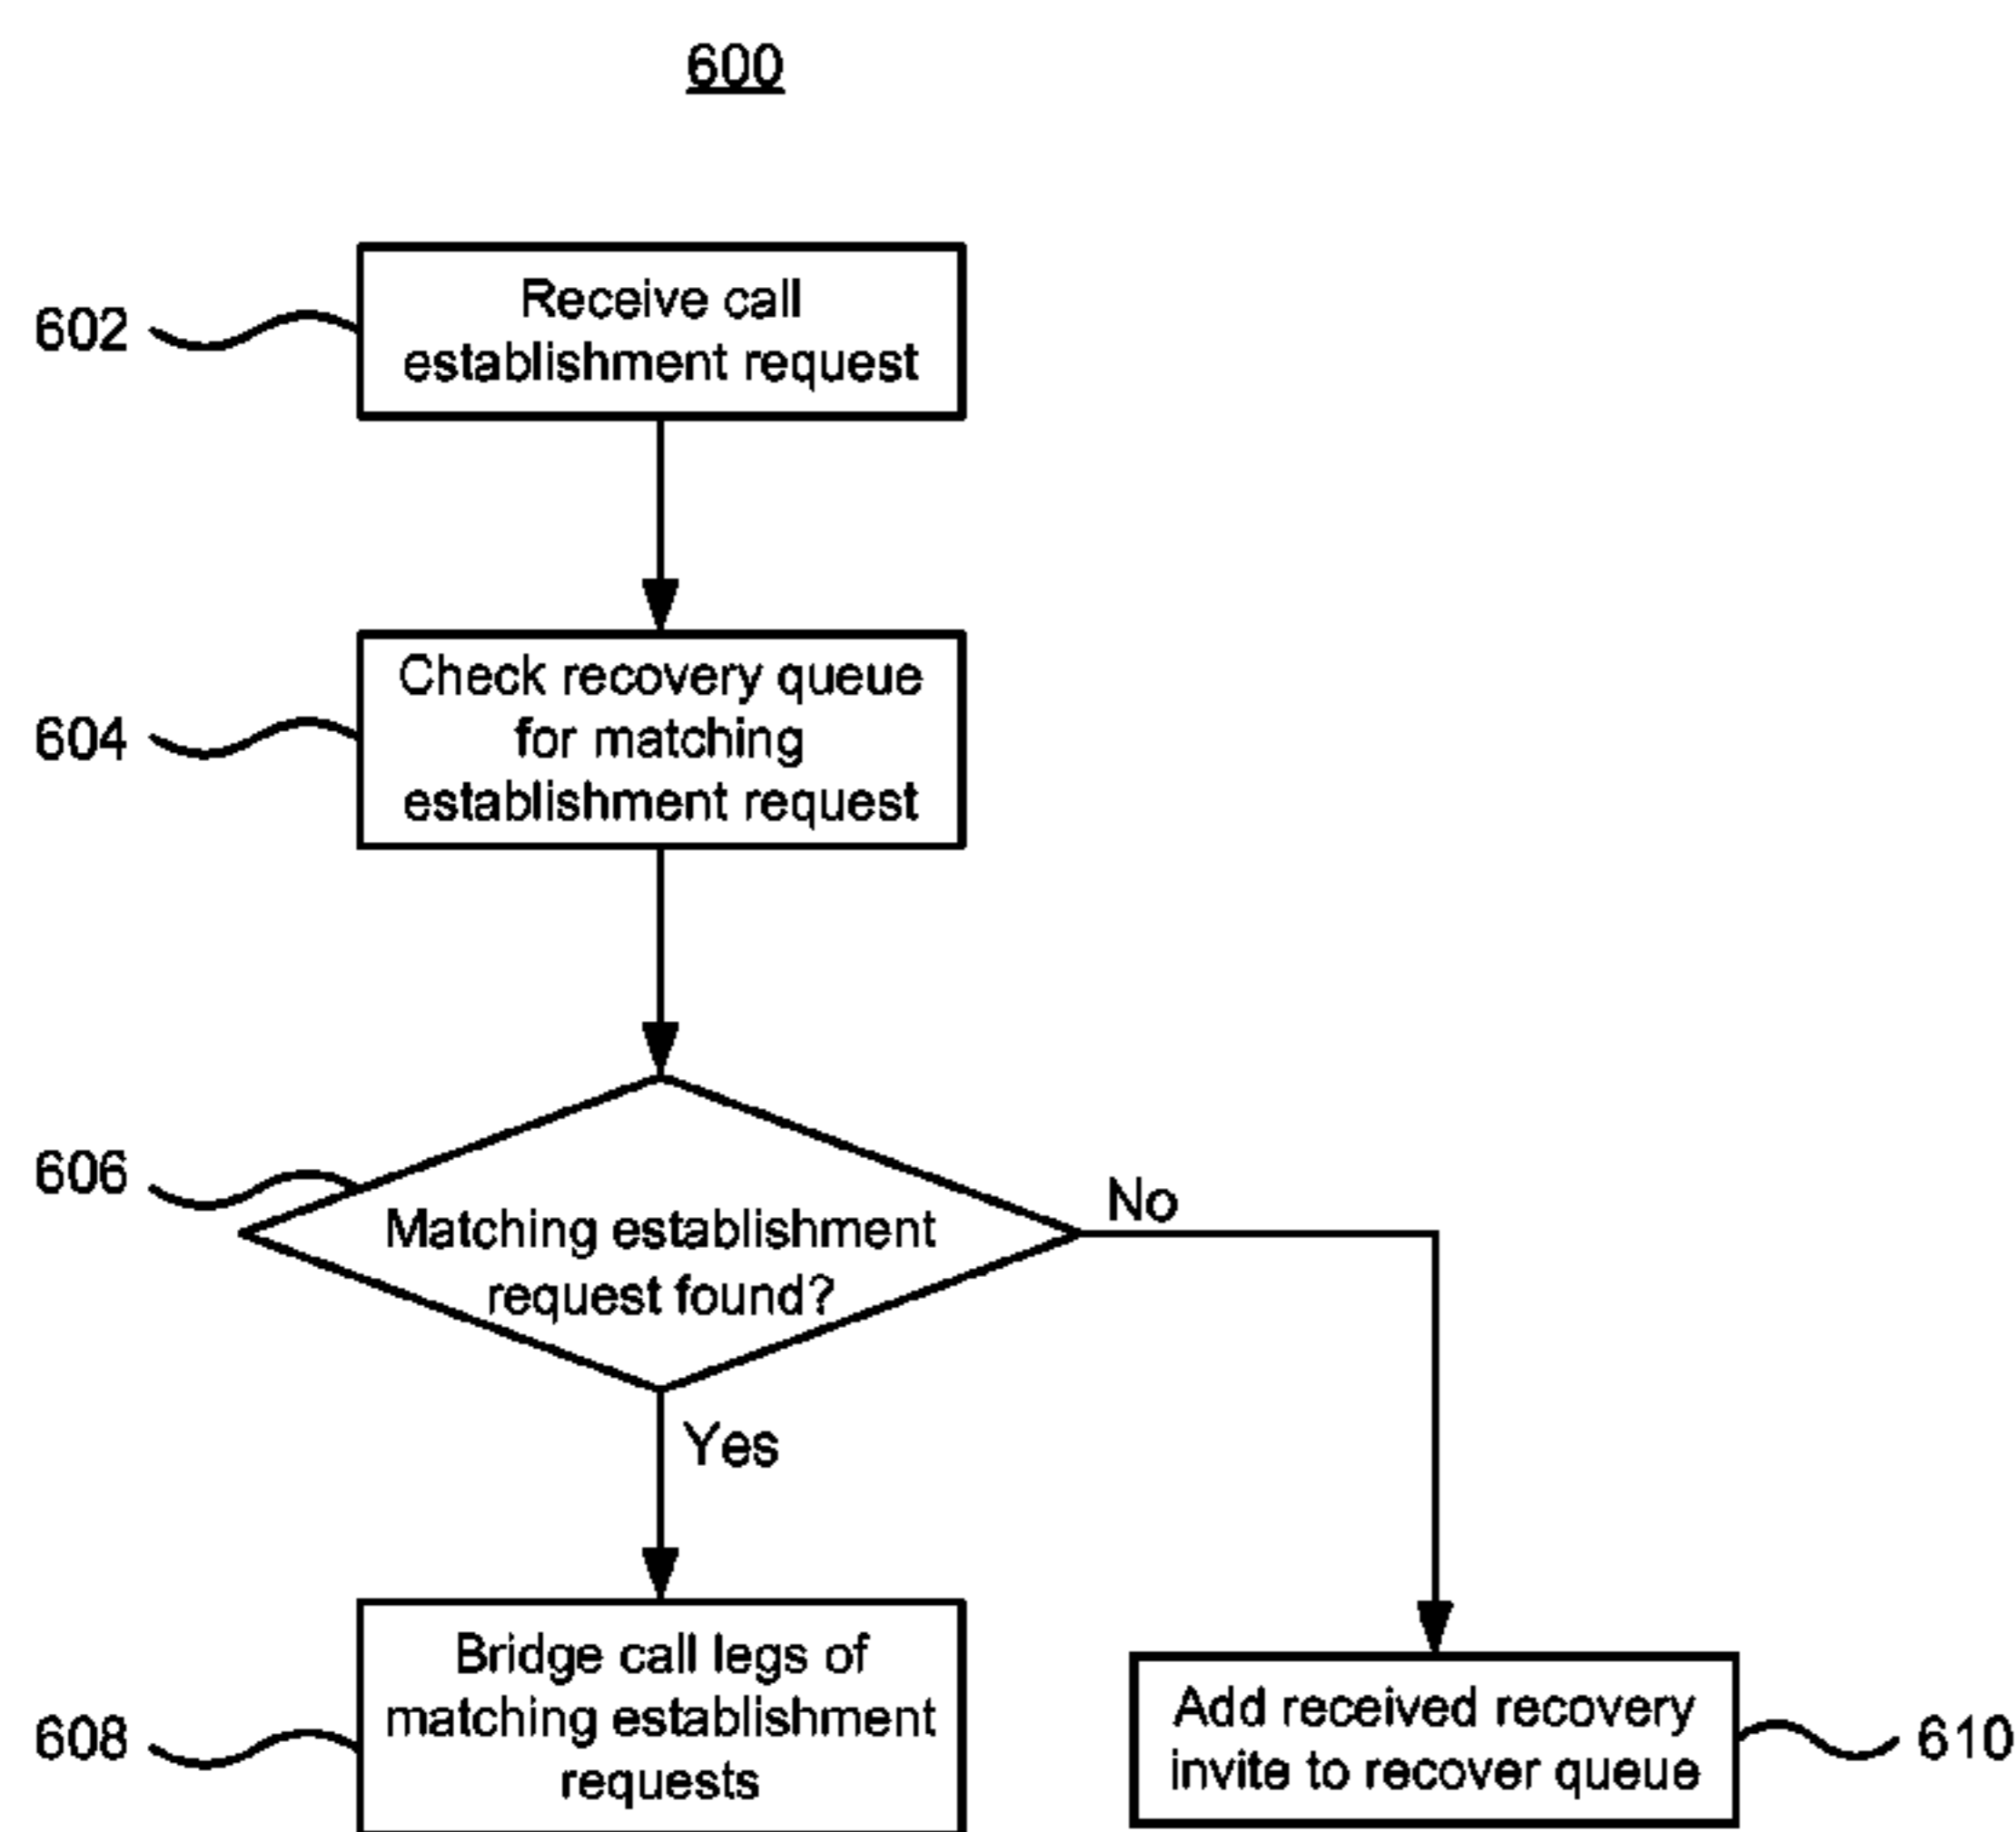 600
602
Receive call
establishment request
604
Check recovery queue
for matching
establishment request
606
Matching establishment
request found?
No
Yes
608
Bridge call legs of
matching establishment
requests
Add received recovery
invite to recover queue
610